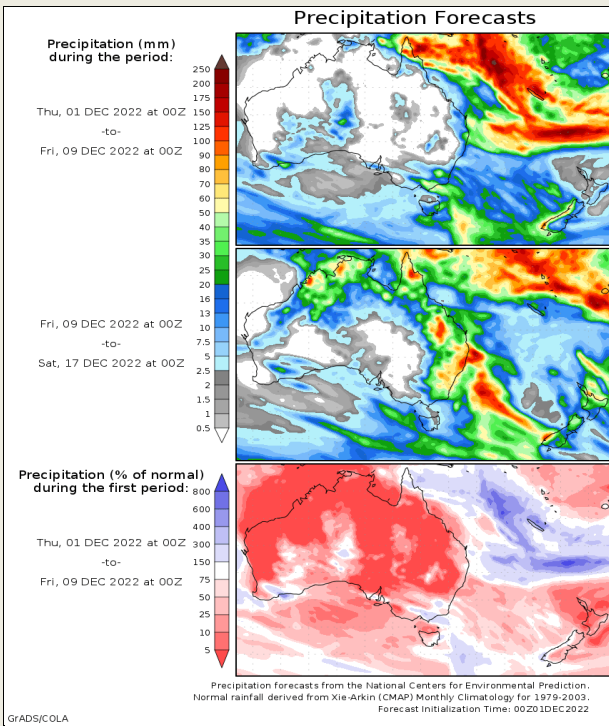 Precipitation Forecasts
Precipitation (mm)
during the period:
Thu, 01 DEC 2022 at 00Z
-to-
Fri, 09 DEC 2022 at 00Z
250
200
175
150
125
100
90
80
70
60
50
40
35
30
25
20
16
13
10
7.5
5
2.5
2
1.5
1
0.5
Fri, 09 DEC 2022 at 00Z
-to-
Sat, 17 DEC 2022 at 00Z
Precipitation (% of normal)
during the first period:
Thu, 01 DEC 2022 at 00Z
-to-
Fri, 09 DEC 2022 at 00Z
800
600
400
300
150
75
50
25
10
5
Precipitation forecasts from the National Centers for Environmental Prediction.
Normal rainfall derived from Xie-Arkin (CMAP) Monthly Climatology for 1979-2003.
Forecast Initialization Time: 00Z01DEC2022
GrADS/COLA